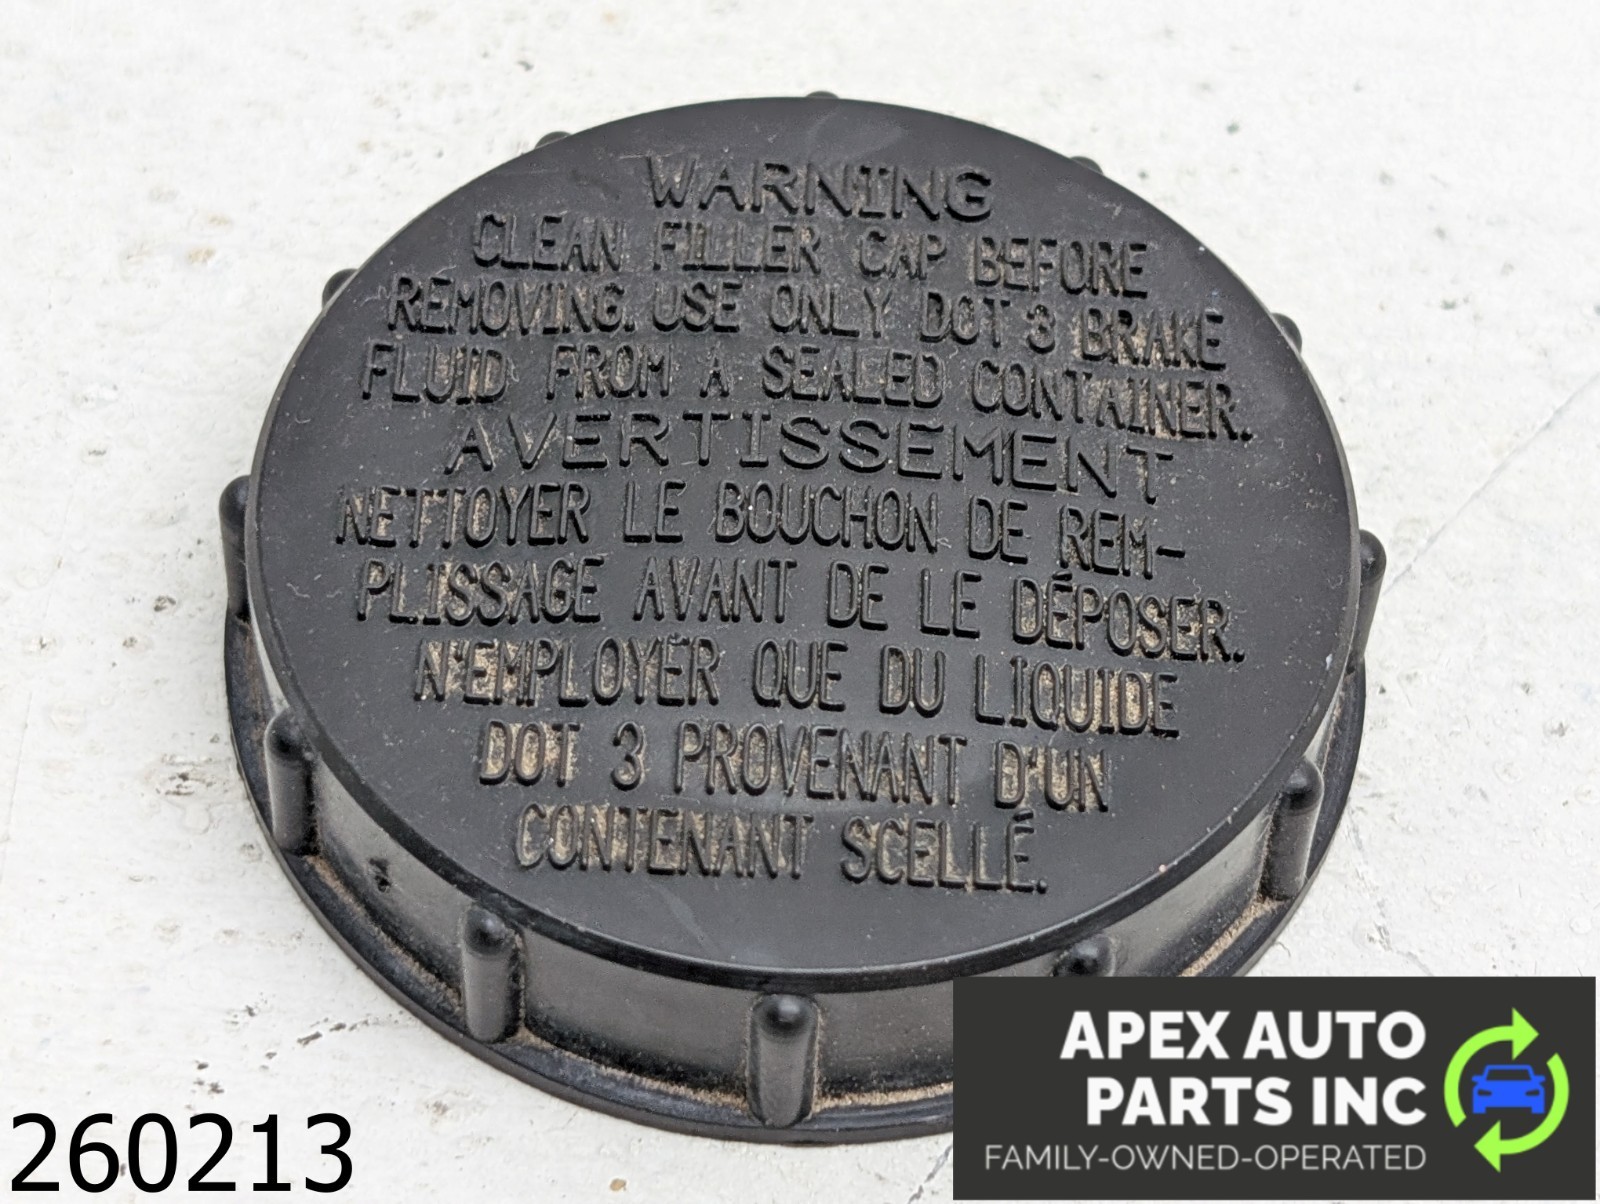 WARNING
CLEAN FILLER CAP BEFORE
REMOVING. USE ONLY DOT 3 BRAKE
FLUID FROM A SEALED CONTAINER.
AVERTISSEMENT
NETTOYER LE BOUCHON DE REM-
PLISSAGE AVANT DE LE DÉPOSER.
N'EMPLOYER QUE DU LIQUIDE
DOT 3 PROVENANT D'UN
CONTENANT SCELLÉ.
260213
APEX AUTO
PARTS INC
FAMILY-OWNED-OPERATED